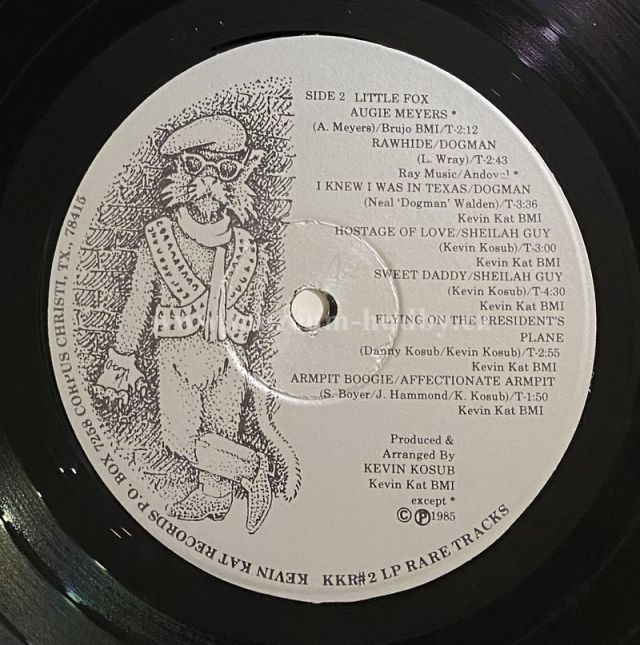 SIDE 2 LITTLE FOX
AUGIE MEYERS *
(A. Meyers)/Brujo BMI/T-2:12
RAWHIDE/DOGMAN
(L. Wray)/T-2:43
Ray Music/Andoval *
I KNEW I WAS IN TEXAS/DOGMAN
(Neal 'Dogman' Walden)/T-3:36
Kevin Kat BMI
HOSTAGE OF LOVE/SHEILAH GUY
(Kevin Kosub)/T-3:00
Kevin Kat BMI
SWEET DADDY/SHEILAH GUY
(Kevin Kosub)/T-4:30
Kevin Kat BMI
FLYING ON THE PRESIDENT'S
PLANE
(Danny Kosub/Kevin Kosub)/T-2:55
Kevin Kat BMI
ARMPIT BOOGIE/AFFECTIONATE ARMPIT
(S. Boyer/J. Hammond/K. Kosub)/T-1:50
Kevin Kat BMI
Produced &
Arranged By
KEVIN KOSUB
Kevin Kat BMI
except *
© ℗ 1985
KEVIN KAT RECORDS P.O. BOX 7258 CORPUS CHRISTI, TX., 78415
KKR#2 LP RARE TRACKS